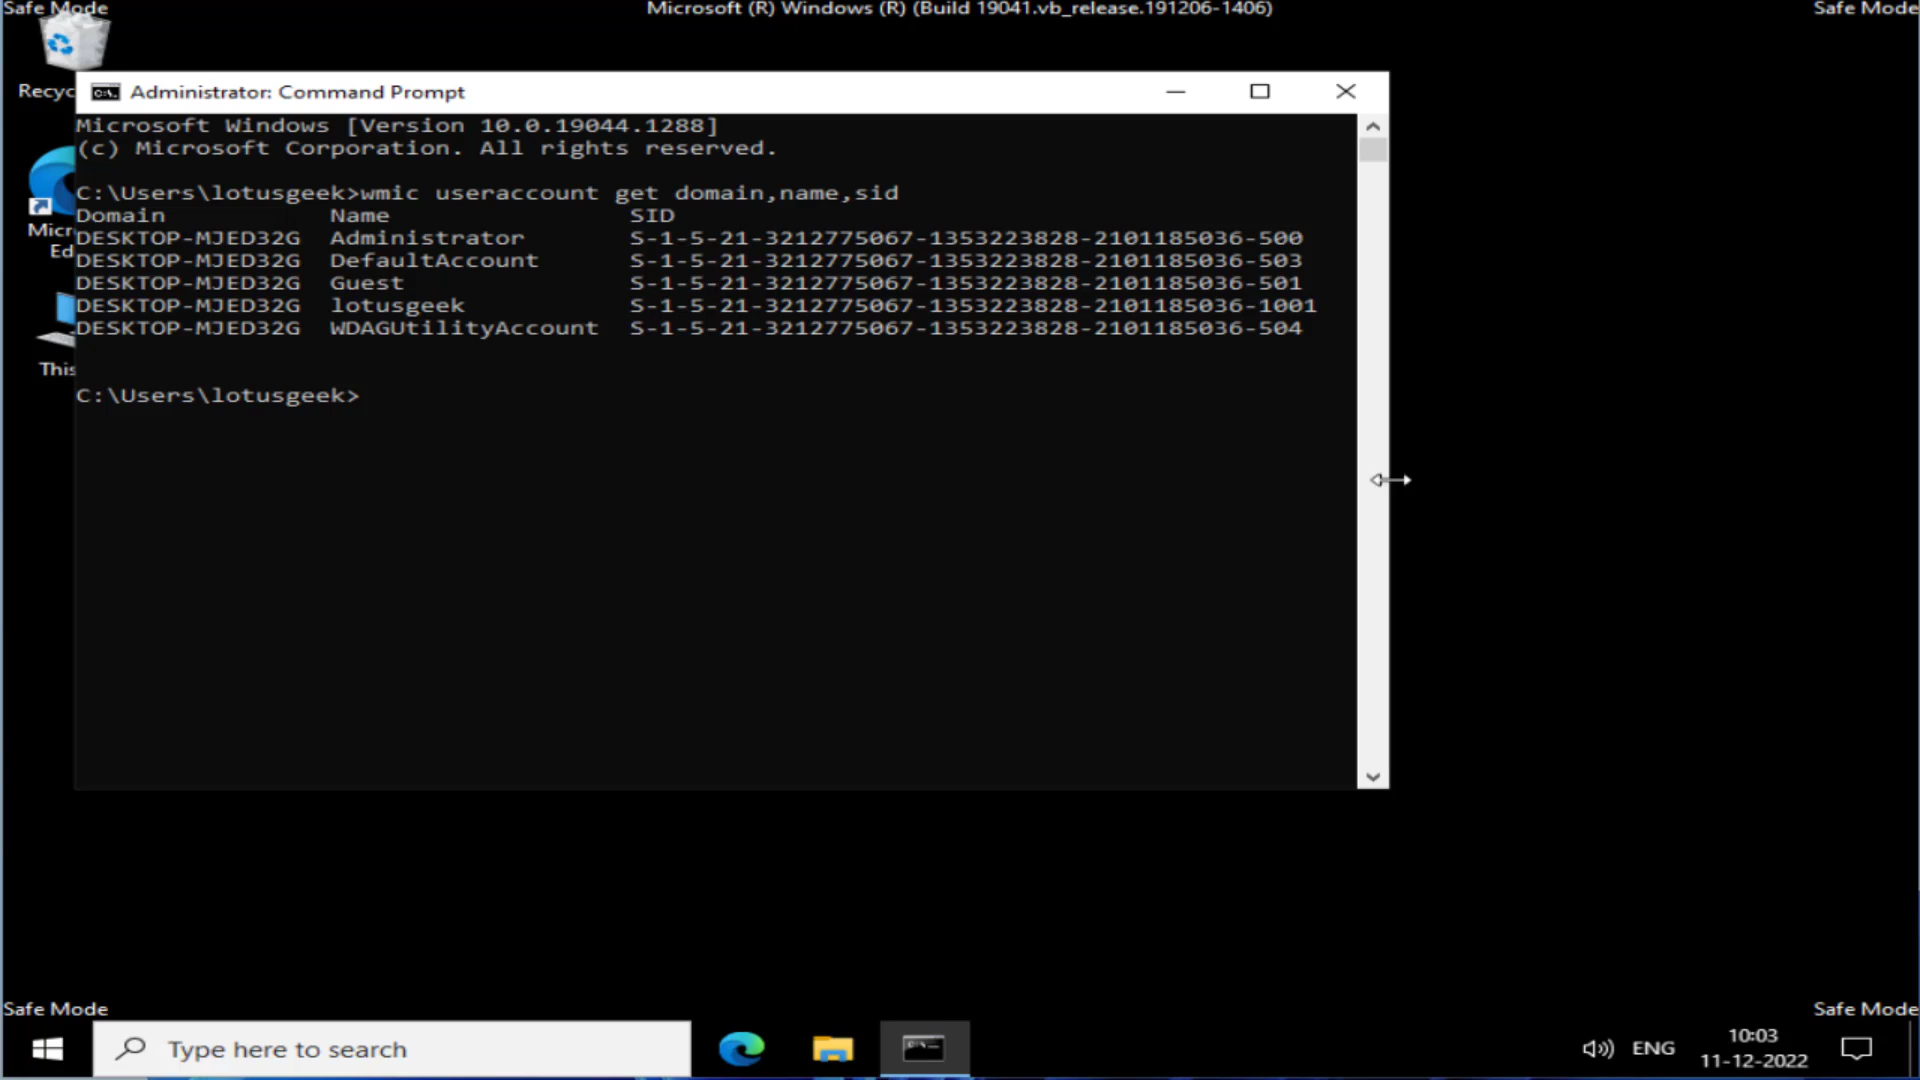 Safe Mode
Microsoft (R) Windows (R) (Build 19041.vb_release.191206-1406)
Safe Mode
Administrator: Command Prompt
Microsoft Windows [Version 10.0.19044.1288]
(c) Microsoft Corporation. All rights reserved.
C:\Users\lotusgeek>wmic useraccount get domain,name,sid
Domain Name SID
DESKTOP-MJED32G Administrator S-1-5-21-3212775067-1353223828-2101185036-500
DESKTOP-MJED32G DefaultAccount S-1-5-21-3212775067-1353223828-2101185036-503
DESKTOP-MJED32G Guest S-1-5-21-3212775067-1353223828-2101185036-501
DESKTOP-MJED32G lotusgeek S-1-5-21-3212775067-1353223828-2101185036-1001
DESKTOP-MJED32G WDAGUtilityAccount S-1-5-21-3212775067-1353223828-2101185036-504
C:\Users\lotusgeek>
Recyc
Micr
Ed
This
Safe Mode
Safe Mode
Type here to search
ENG
10:03
11-12-2022